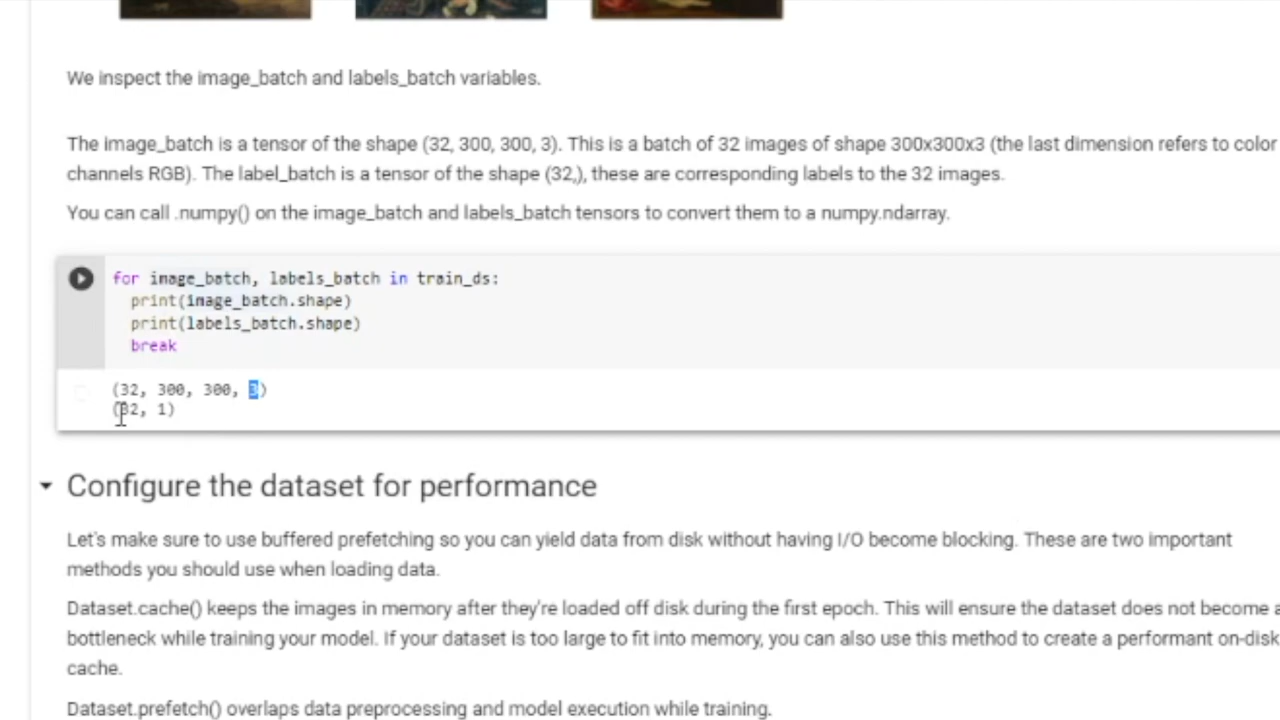 We inspect the image_batch and labels_batch variables.
The image_batch is a tensor of the shape (32, 300, 300, 3). This is a batch of 32 images of shape 300x300x3 (the last dimension refers to color
channels RGB). The label_batch is a tensor of the shape (32,), these are corresponding labels to the 32 images.
You can call .numpy() on the image_batch and labels_batch tensors to convert them to a numpy.ndarray.
for image_batch, labels_batch in train_ds:
print(image_batch.shape)
print(labels_batch.shape)
break
(32, 300, 300, 3)
(32, 1)
Configure the dataset for performance
Let's make sure to use buffered prefetching so you can yield data from disk without having I/O become blocking. These are two important
methods you should use when loading data.
Dataset.cache() keeps the images in memory after they're loaded off disk during the first epoch. This will ensure the dataset does not become a
bottleneck while training your model. If your dataset is too large to fit into memory, you can also use this method to create a performant on-disk
cache.
Dataset.prefetch() overlaps data preprocessing and model execution while training.